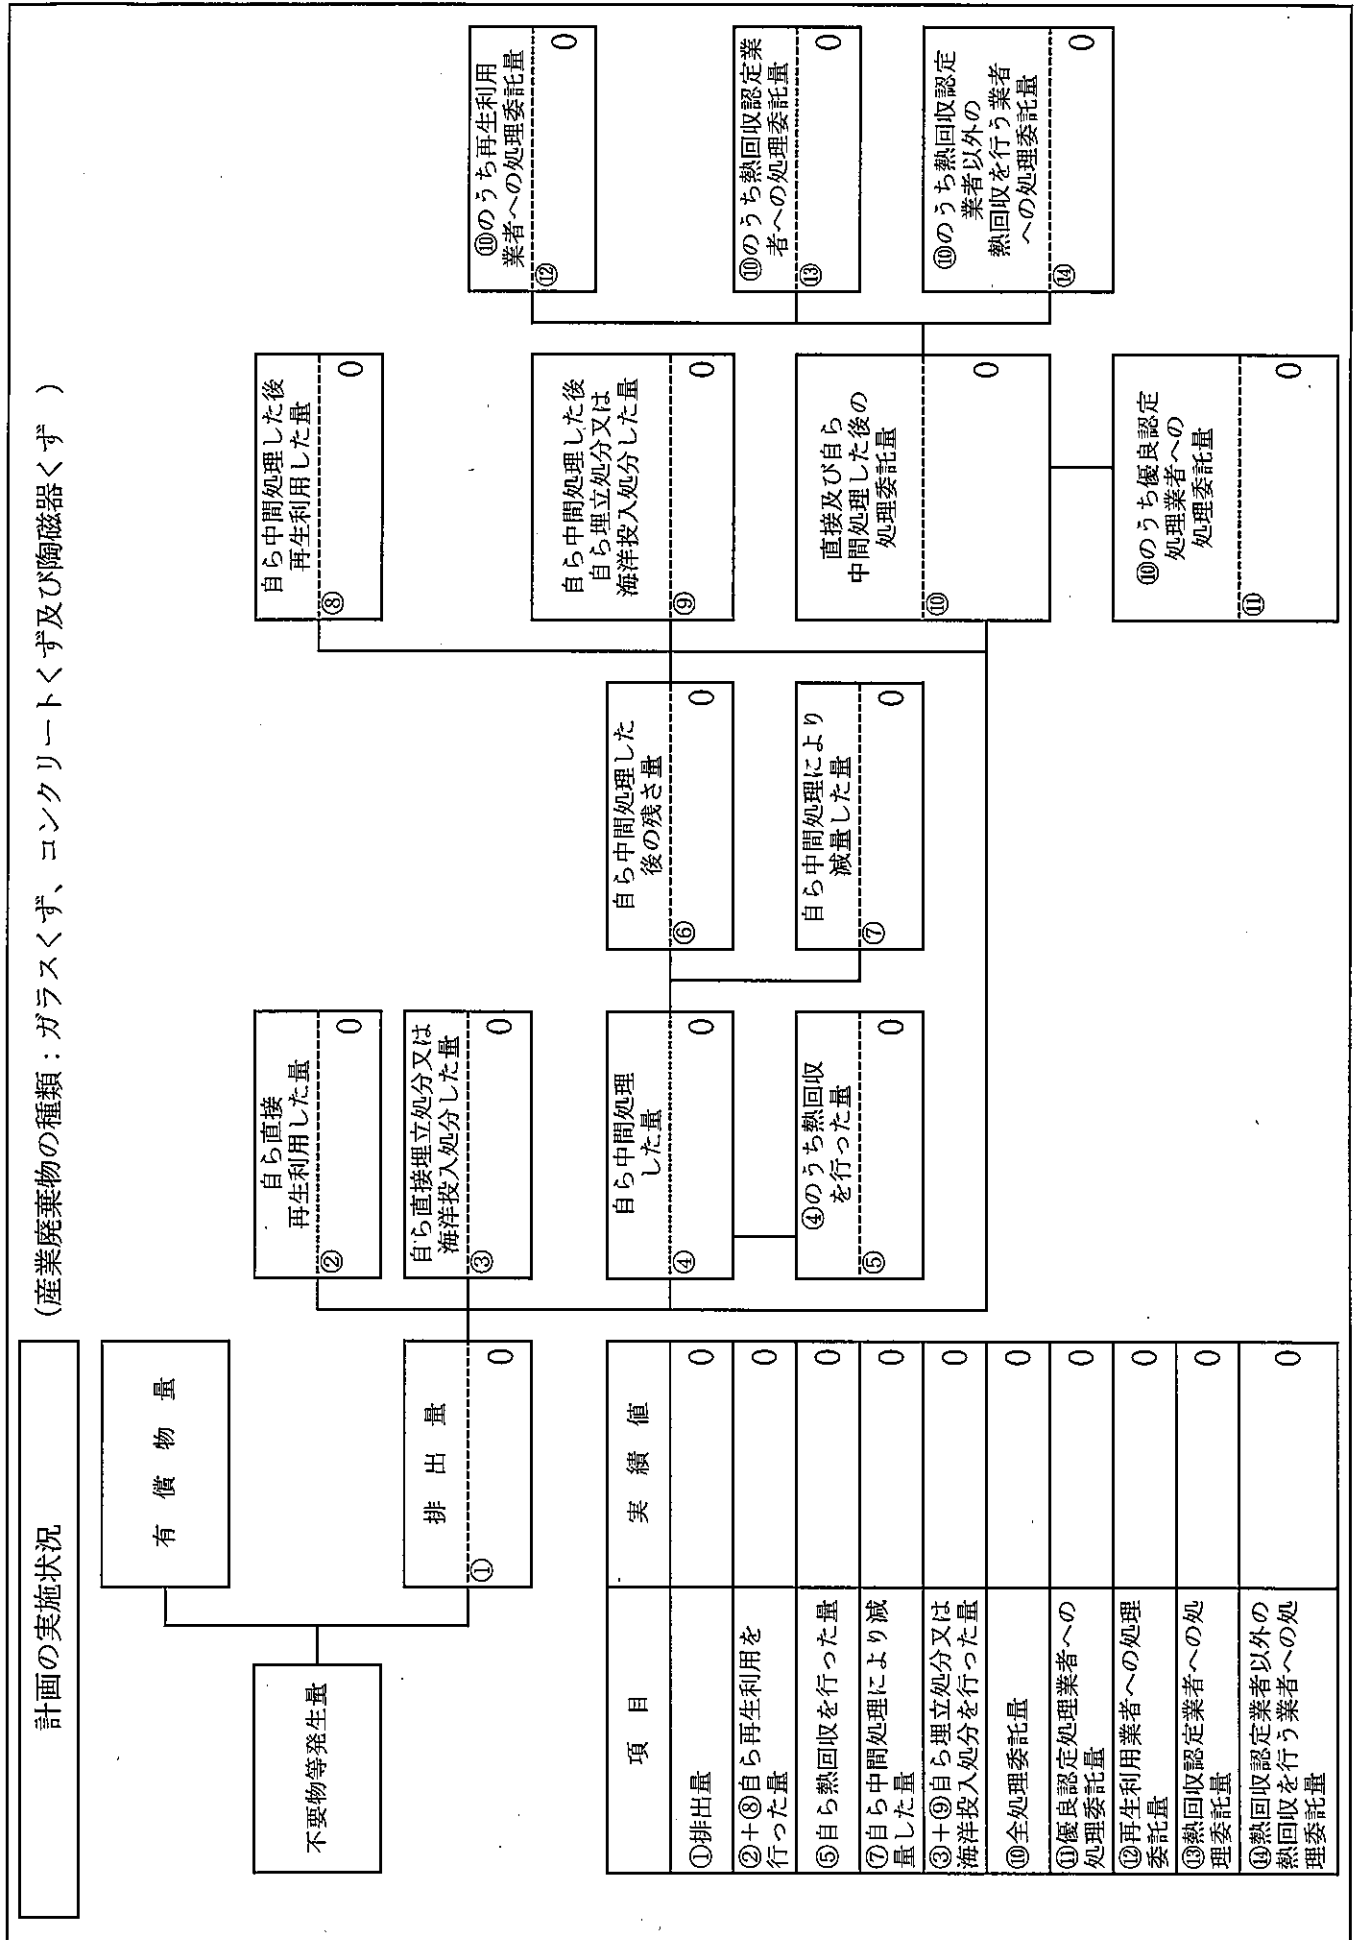 計画の実施状況
(産業廃棄物の種類：ガラスくず、コンクリートくず及び陶磁器くず　)
不要物等発生量
有　償　物　量
排　出　量
① 0
自ら直接
再生利用した量
② 0
自ら直接埋立処分又は
海洋投入処分した量
③ 0
自ら中間処理
した量
④ 0
④のうち熱回収
を行った量
⑤ 0
自ら中間処理した
後の残さ量
⑥ 0
自ら中間処理により
減量した量
⑦ 0
自ら中間処理した後
再生利用した量
⑧ 0
自ら中間処理した後
自ら埋立処分又は
海洋投入処分した量
⑨ 0
直接及び自ら
中間処理した後の
処理委託量
⑩ 0
⑩のうち優良認定
処理業者への
処理委託量
⑪ 0
⑩のうち再生利用
業者への処理委託量
⑫ 0
⑩のうち熱回収認定業
者への処理委託量
⑬ 0
⑩のうち熱回収認定
業者以外の
熱回収を行う業者
への処理委託量
⑭ 0
項　目　実　績　値
①排出量 0
②＋⑧自ら再生利用を
行った量 0
⑤自ら熱回収を行った量 0
⑦自ら中間処理により減
量した量 0
③＋⑨自ら埋立処分又は
海洋投入処分を行った量 0
⑩全処理委託量 0
⑪優良認定処理業者への
処理委託量 0
⑫再生利用業者への処理
委託量 0
⑬熱回収認定業者への処
理委託量 0
⑭熱回収認定業者以外の
熱回収を行う業者への処
理委託量 0